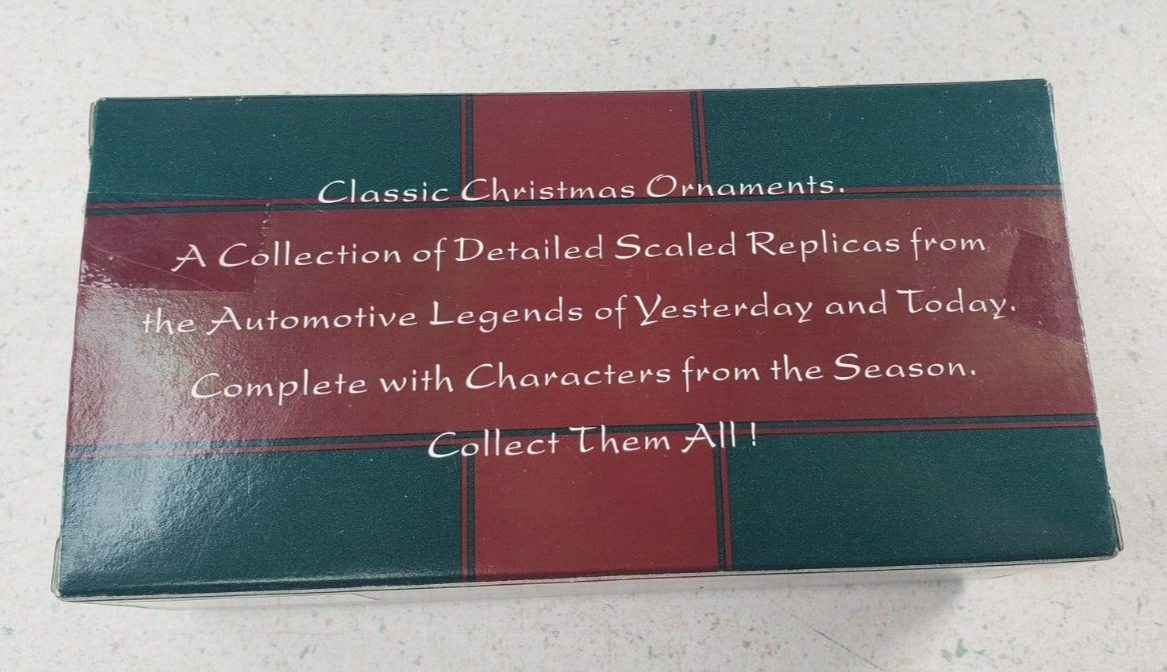 Classic Christmas Ornaments.
A Collection of Detailed Scaled Replicas from
the Automotive Legends of Yesterday and Today.
Complete with Characters from the Season.
Collect Them All!